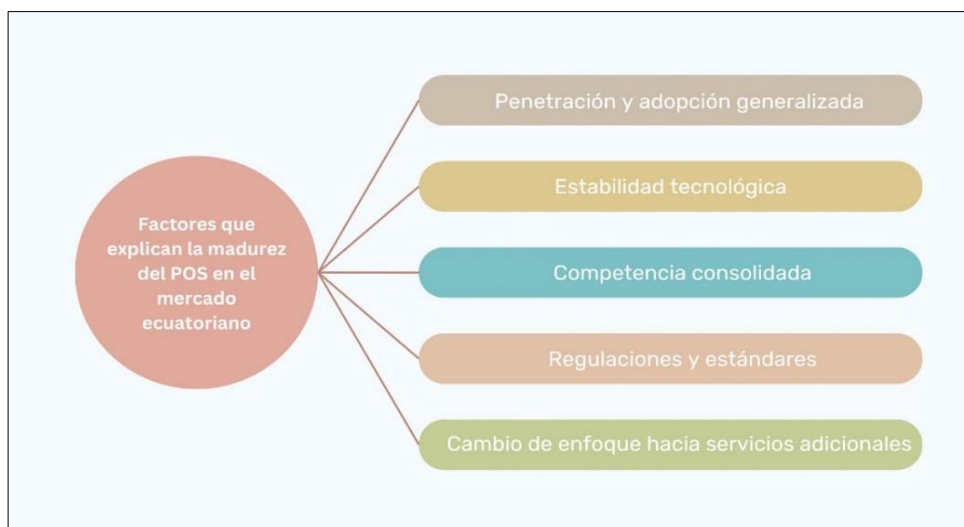 Factores que
explican la madurez
del POS en el
mercado
ecuatoriano
Penetración y adopción generalizada
Estabilidad tecnológica
Competencia consolidada
Regulaciones y estándares
Cambio de enfoque hacia servicios adicionales